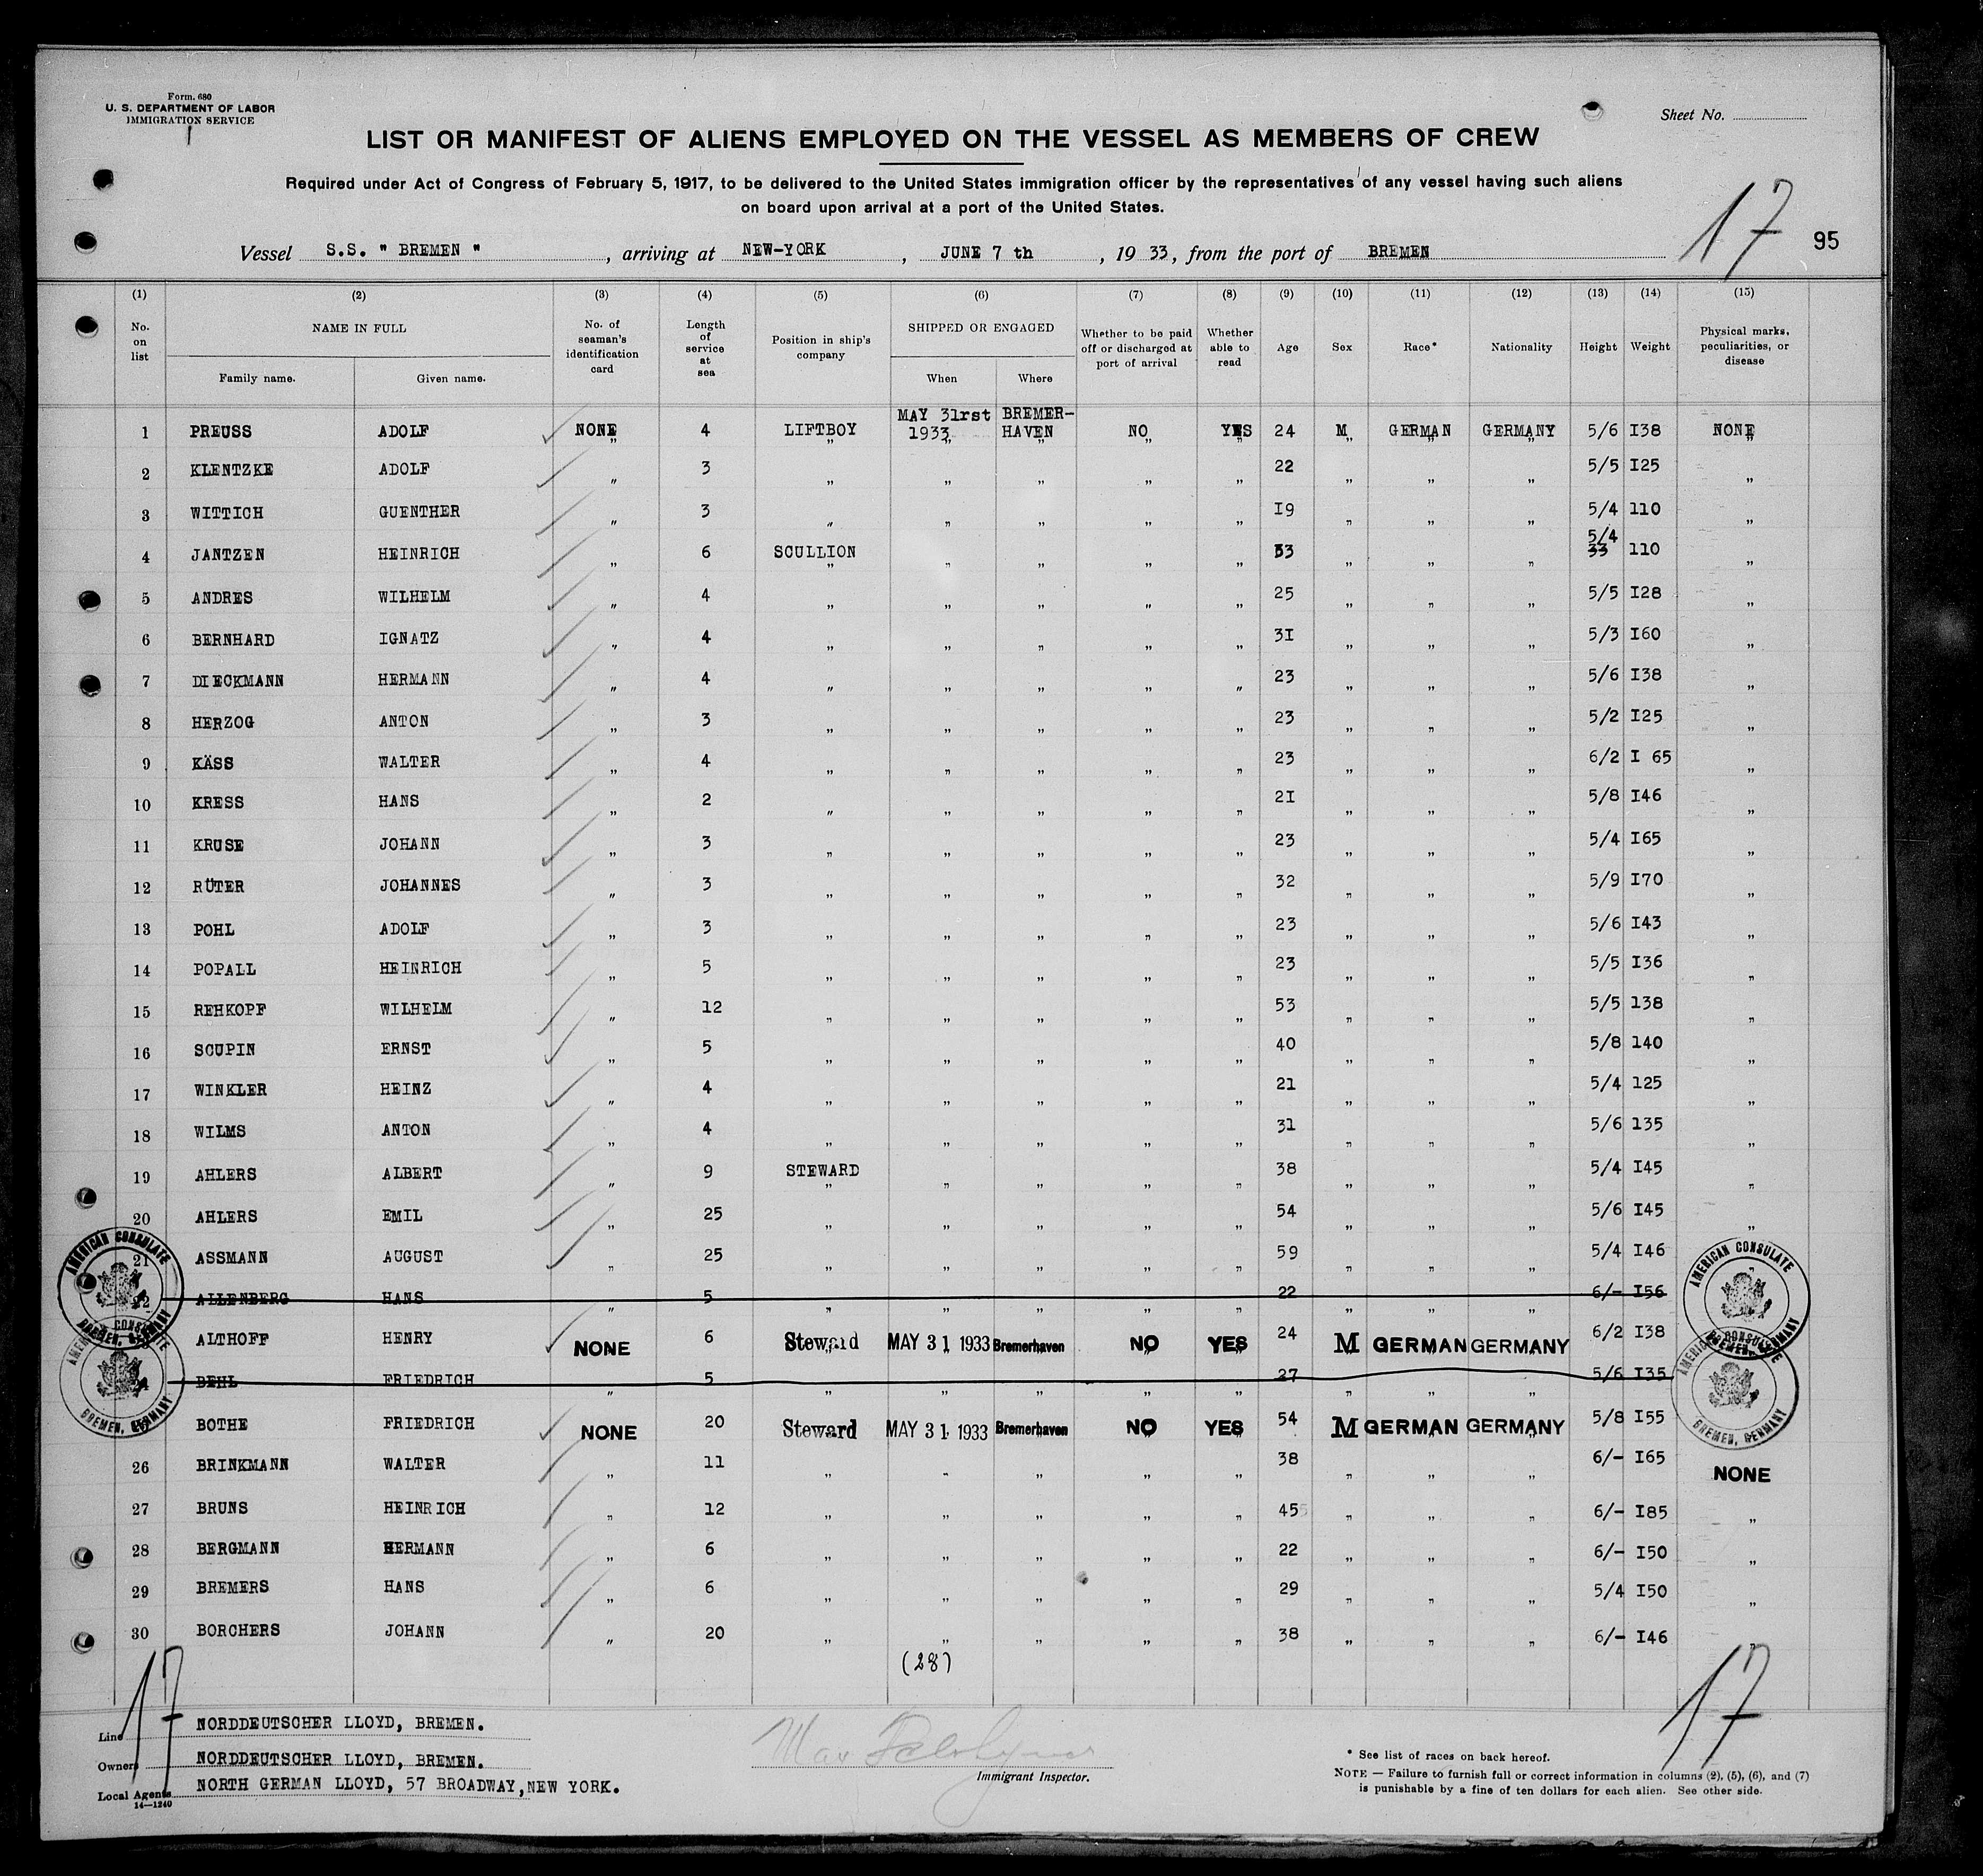 Form. 680
U. S. DEPARTMENT OF LABOR
IMMIGRATION SERVICE
Sheet No.
LIST OR MANIFEST OF ALIENS EMPLOYED ON THE VESSEL AS MEMBERS OF CREW
Required under Act of Congress of February 5, 1917, to be delivered to the United States immigration officer by the representatives of any vessel having such aliens
on board upon arrival at a port of the United States.
17 95
Vessel S.S. " BREMEN " , arriving at NEW-YORK , JUNE 7 th , 19 33, from the port of BREMEN
(1) (2) (3) (4) (5) (6) (7) (8) (9) (10) (11) (12) (13) (14) (15)
No. on list NAME IN FULL Family name. Given name. No. of seaman's identification card Length of service at sea Position in ship's company SHIPPED OR ENGAGED When Where Whether to be paid off or discharged at port of arrival Whether able to read Age Sex Race* Nationality Height Weight Physical marks, peculiarities, or disease
MAY 31rst BREMER-
1 PREUSS ADOLF NONE 4 LIFTBOY 1933 HAVEN NO YES 24 M GERMAN GERMANY 5/6 I38 NONE
2 KLENTZKE ADOLF " 3 " " " " " 22 " " " 5/5 I25 "
3 WITTICH GUENTHER " 3 " " " " " I9 " " " 5/4 110 "
5/4
4 JANTZEN HEINRICH " 6 SCULLION " " " " 33 " " " 33 110 "
5 ANDRES WILHELM " 4 " " " " " 25 " " " 5/5 I28 "
6 BERNHARD IGNATZ " 4 " " " " " 3I " " " 5/3 I60 "
7 DIECKMANN HERMANN " 4 " " " " " 23 " " " 5/6 I38 "
8 HERZOG ANTON " 3 " " " " " 23 " " " 5/2 I25 "
9 KÄSS WALTER " 4 " " " " " 23 " " " 6/2 I 65 "
10 KRESS HANS " 2 " " " " " 2I " " " 5/8 I46 "
11 KRUSE JOHANN " 3 " " " " " 23 " " " 5/4 I65 "
12 RÜTER JOHANNES " 3 " " " " " 32 " " " 5/9 I70 "
13 POHL ADOLF " 3 " " " " " 23 " " " 5/6 I43 "
14 POPALL HEINRICH " 5 " " " " " 23 " " " 5/5 I36 "
15 REHKOPF WILHELM " 12 " " " " " 53 " " " 5/5 138 "
16 SCUPIN ERNST " 5 " " " " " 40 " " " 5/8 140 "
17 WINKLER HEINZ " 4 " " " " " 21 " " " 5/4 125 "
18 WILMS ANTON " 4 " " " " " 31 " " " 5/6 135 "
19 AHLERS ALBERT " 9 STEWARD " " " " 38 " " " 5/4 I45 "
20 AHLERS EMIL " 25 " " " " " 54 " " " 5/6 I45 "
21 ASSMANN AUGUST " 25 " " " " " 59 " " " 5/4 I46 "
22 ALLENBERG HANS " 5 " " " " " 22 " " " 6/- I56
ALTHOFF HENRY NONE 6 Steward MAY 31 1933 Bremerhaven NO YES 24 M GERMAN GERMANY 6/2 I38
BEHL FRIEDRICH " 5 " " " " " 27 " " " 5/6 I35
BOTHE FRIEDRICH NONE 20 Steward MAY 31 1933 Bremerhaven NO YES 54 M GERMAN GERMANY 5/8 I55
26 BRINKMANN WALTER " 11 " " " " " 38 " " " 6/- I65 NONE
27 BRUNS HEINRICH " 12 " " " " " 45 " " " 6/- I85 "
28 BERGMANN HERMANN " 6 " " " " " 22 " " " 6/- I50 "
29 BREMERS HANS " 6 " " " " " 29 " " " 5/4 I50 "
30 BORCHERS JOHANN " 20 " " " " " 38 " " " 6/- I46 "
AMERICAN CONSULATE
BREMEN, GERMANY
AMERICAN CONSULATE
BREMEN, GERMANY
AMERICAN CONSULATE
BREMEN, GERMANY
AMERICAN CONSULATE
BREMEN, GERMANY
(28)
17 17
Line NORDDEUTSCHER LLOYD, BREMEN.
Owners NORDDEUTSCHER LLOYD, BREMEN.
Local Agents NORTH GERMAN LLOYD, 57 BROADWAY, NEW YORK.
14—1240
Max
Immigrant Inspector.
* See list of races on back hereof.
NOTE — Failure to furnish full or correct information in columns (2), (5), (6), and (7)
is punishable by a fine of ten dollars for each alien. See other side.